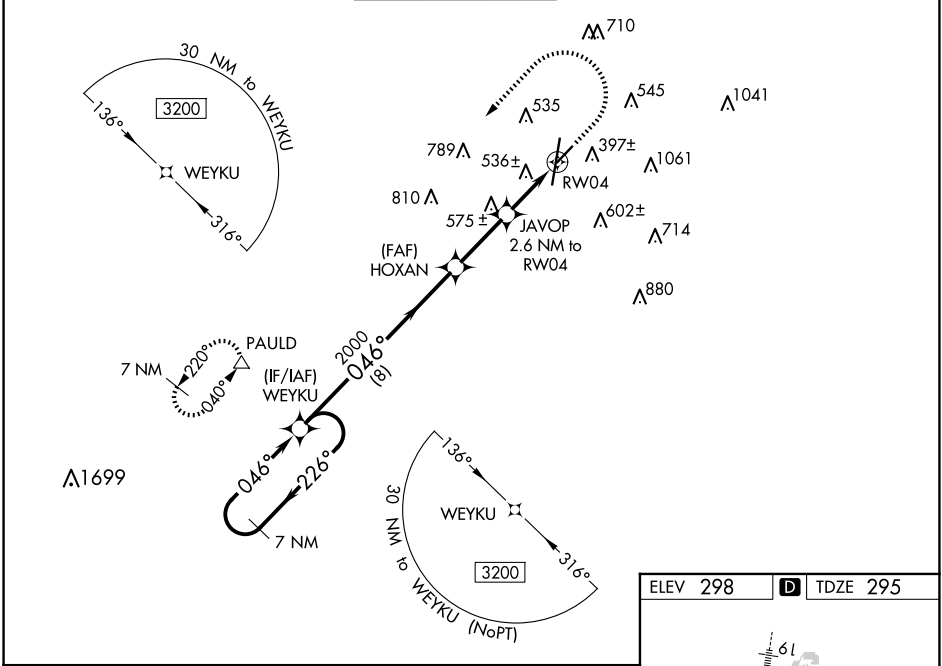 710
30 NM to WEYKU
3200
136°
WEYKU
316°
535
545
1041
789
536±
397±
1061
RW04
810
575 ±
602±
JAVOP
2.6 NM to
RW04
714
(FAF)
HOXAN
880
2000
046°
(8)
PAULD
7 NM
220°
040°
(IF/IAF)
WEYKU
046°
226°
7 NM
1699
136°
WEYKU
316°
3200
30 NM to WEYKU (NoPT)
ELEV 298 D TDZE 295
19